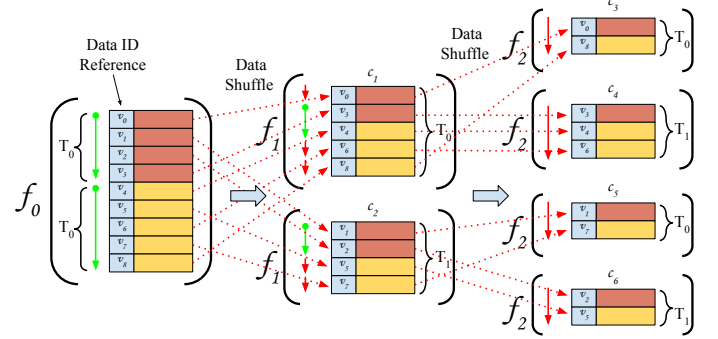 Data ID
Reference
f0
T0
T0
v0
v1
v2
v3
v4
v5
v6
v7
v8
Data
Shuffle
c1
f1
v0
v3
v4
v6
v8
T0
c2
f1
v1
v2
v5
v7
T1
Data
Shuffle
c3
f2
v0
v8
T0
c4
f2
v3
v4
v6
T1
c5
f2
v1
v7
T0
c6
f2
v2
v5
T1